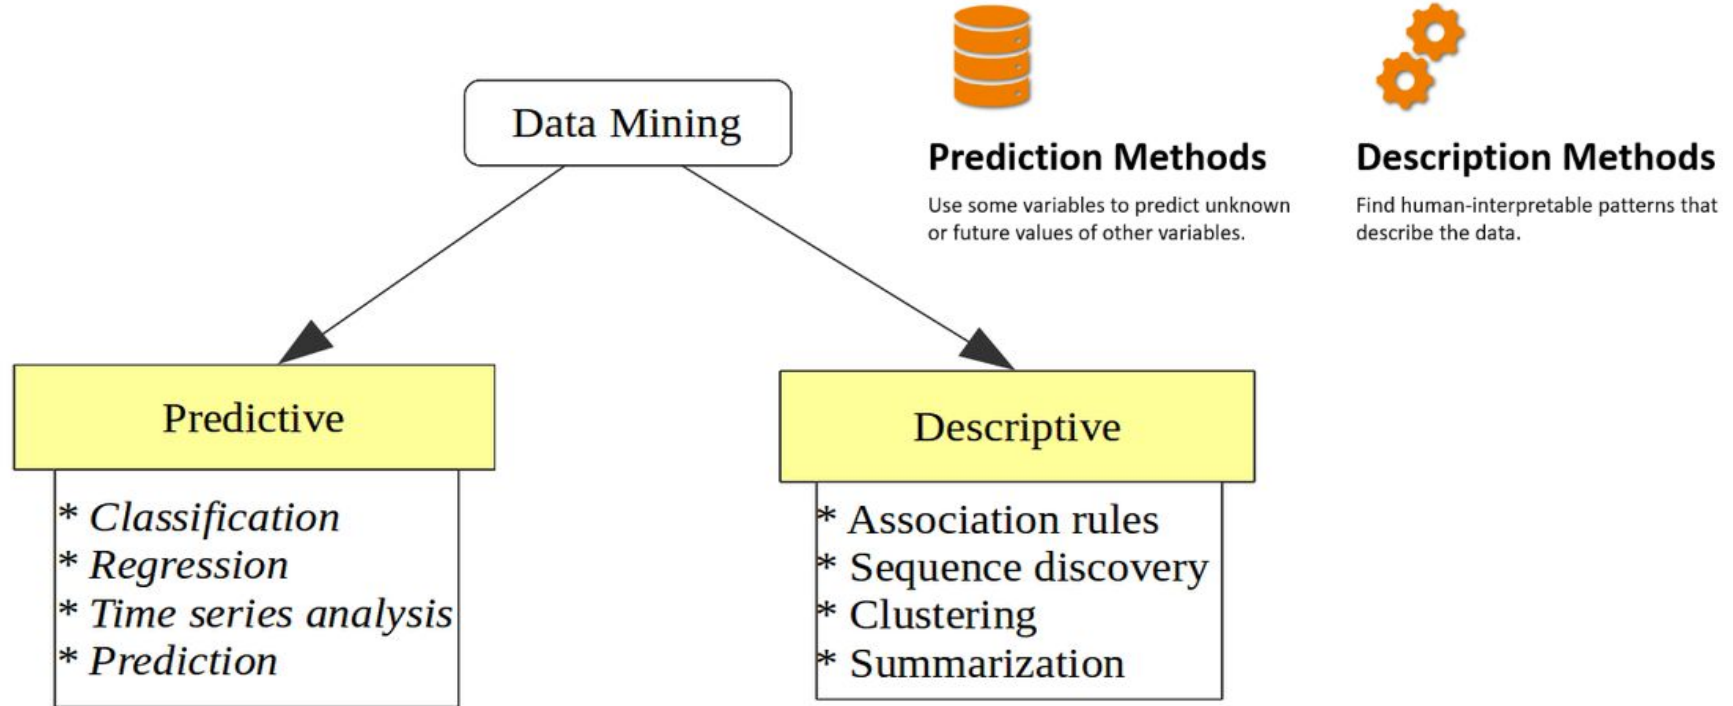 Data Mining
Prediction Methods
Use some variables to predict unknown
or future values of other variables.
Description Methods
Find human-interpretable patterns that
describe the data.
Predictive
* Classification
* Regression
* Time series analysis
* Prediction
Descriptive
* Association rules
* Sequence discovery
* Clustering
* Summarization